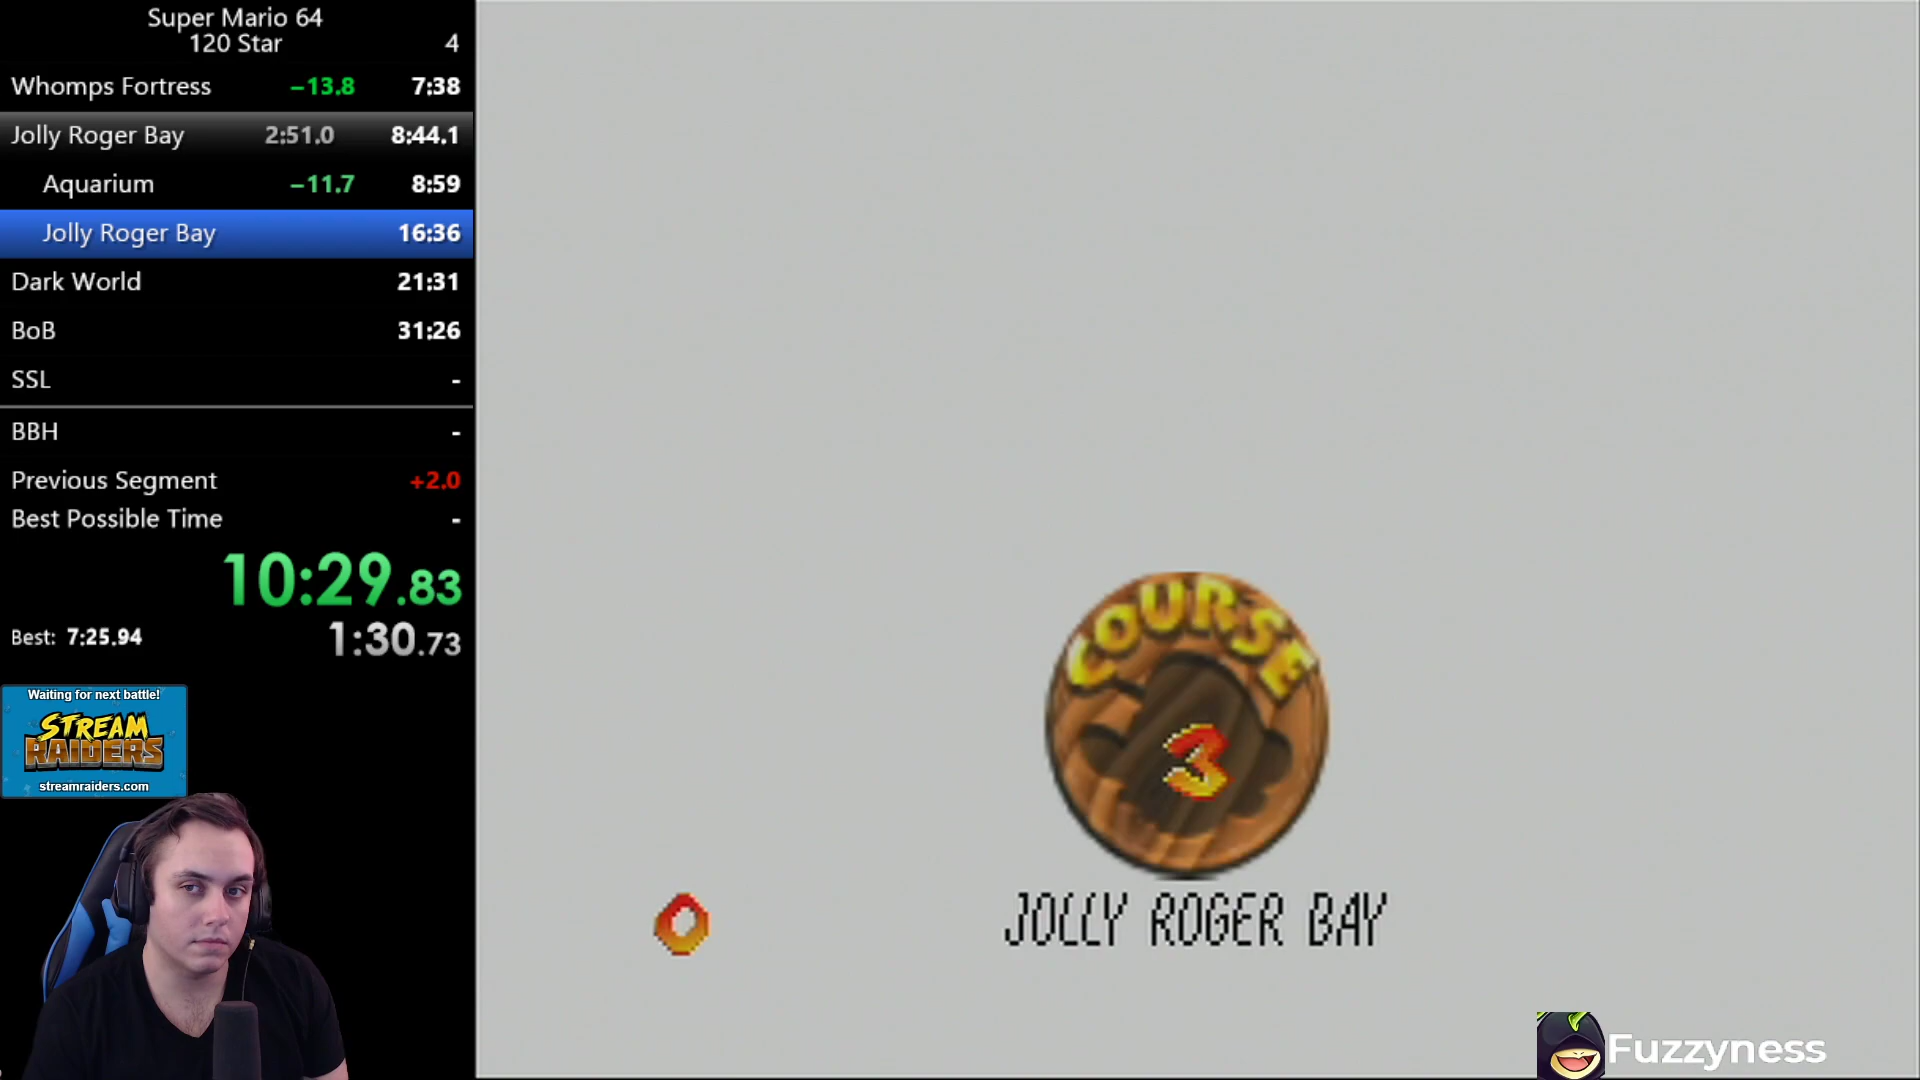 Super Mario 64
120 Star 4
Whomps Fortress −13.8 7:38
Jolly Roger Bay 2:51.0 8:44.1
Aquarium −11.7 8:59
Jolly Roger Bay 16:36
Dark World 21:31
BoB 31:26
SSL -
BBH -
Previous Segment +2.0
Best Possible Time -
10:29.83
Best: 7:25.94 1:30.73
Waiting for next battle!
STREAM
RAIDERS
streamraiders.com
COURSE
3
0 JOLLY ROGER BAY
Fuzzyness